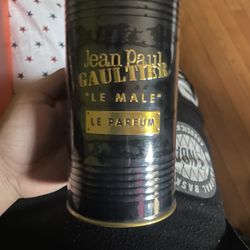 Jean Paul
GAULTIER
"LE MALE"
LE PARFUM